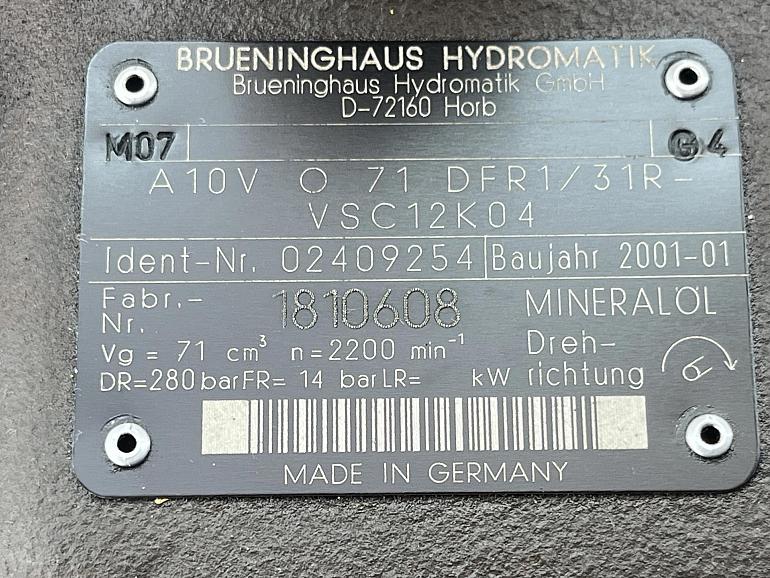 BRUENINGHAUS HYDROMATIK
Brueninghaus Hydromatik GmbH
D-72160 Horb
M07 G4
A10V O 71 DFR1/31R-
VSC12K04
Ident-Nr. 02409254 Baujahr 2001-01
Fabr.-
Nr. 1810608 MINERALÖL
Vg = 71 cm³ n=2200 min⁻¹ Dreh-
DR=280bar FR= 14 bar LR= kW richtung
MADE IN GERMANY